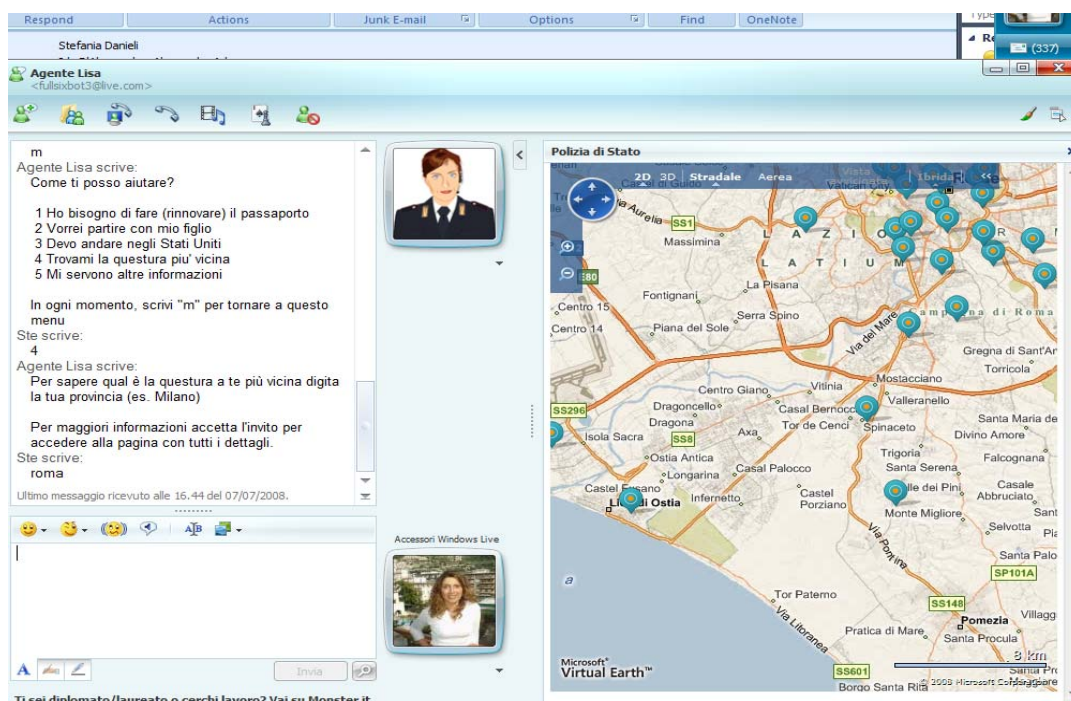 Respond
Actions
Junk E-mail
Options
Find
OneNote
Stefania Danieli
(337)
Agente Lisa
<fullsixbot3@live.com>
m
Agente Lisa scrive:
Come ti posso aiutare?
1 Ho bisogno di fare (rinnovare) il passaporto
2 Vorrei partire con mio figlio
3 Devo andare negli Stati Uniti
4 Trovami la questura piu' vicina
5 Mi servono altre informazioni
In ogni momento, scrivi "m" per tornare a questo
menu
Ste scrive:
4
Agente Lisa scrive:
Per sapere qual è la questura a te più vicina digita
la tua provincia (es. Milano)
Per maggiori informazioni accetta l'invito per
accedere alla pagina con tutti i dettagli.
Ste scrive:
roma
Ultimo messaggio ricevuto alle 16.44 del 07/07/2008.
Accessori Windows Live
Invia
Ti sei diplomato/laureato o cerchi lavoro? Vai su Monster.it
Polizia di Stato
2D 3D Stradale Aerea Vista Ibrida
Via Aurelia
SS1
Massimina
L A Z I O
L A T I U M
E80
La Pisana
Fontignani
Centro 15
Serra Spino
Centro 14
Piana del Sole
Via del Mare
Campagna di Roma
Gregna di Sant'Ar
Torricola
Mostacciano
Centro Giano
Vitinia
Valleranello
SS296
Dragoncello
Casal Bernocc
Dragona
Tor de Cenci
Spinaceto
Santa Maria de
Isola Sacra
SS8
Axa
Divino Amore
Ostia Antica
Trigoria
Falcognana
Longarina
Casal Palocco
Santa Serena
Castel Fusano
Infernetto
Castel
Porziano
lle dei Pini
Casale
Abbruciato
Lido di Ostia
Monte Migliore
Sant
Selvotta
Via Pontina
Santa Palo
SP101A
a
Tor Paterno
SS148
Via Litoranea
Pomezia
Villagg
Pratica di Mare
Santa Procula
8 km
Microsoft®
Virtual Earth™
SS601
Borgo Santa Rita
© 2008 Microsoft Corporation